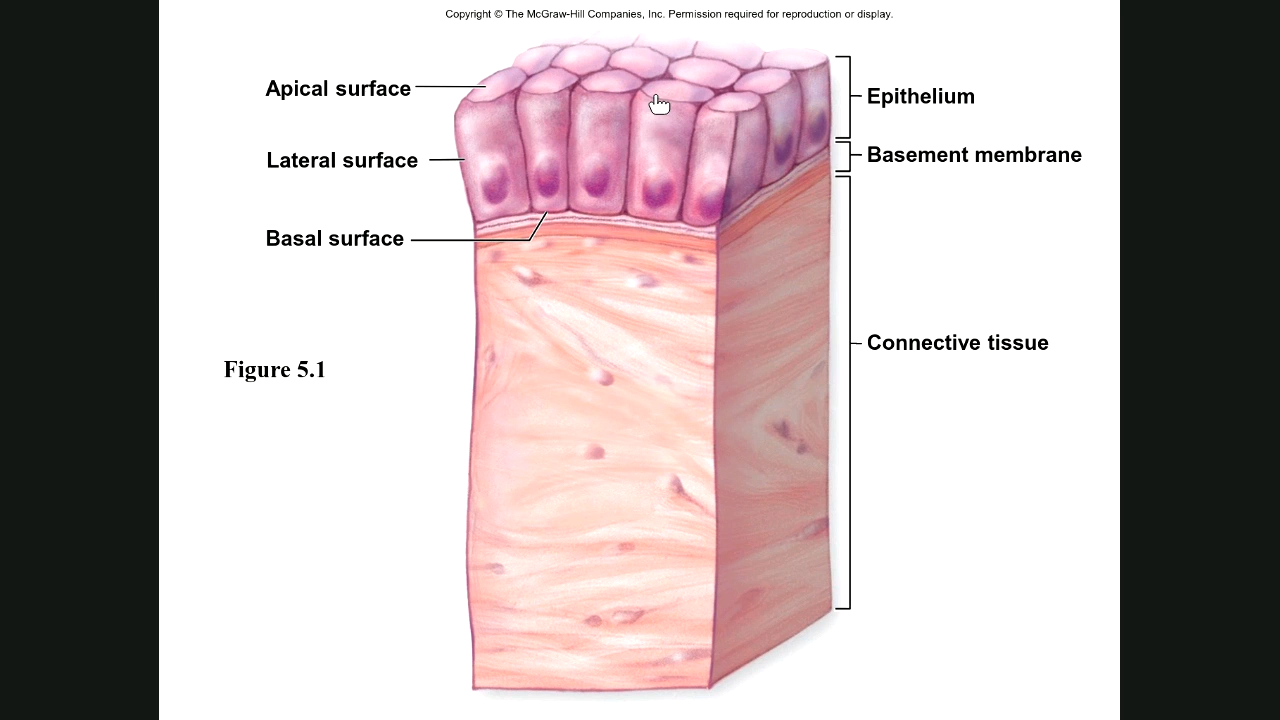 Copyright © The McGraw-Hill Companies, Inc. Permission required for reproduction or display.
Apical surface
Lateral surface
Basal surface
Figure 5.1
Epithelium
Basement membrane
Connective tissue